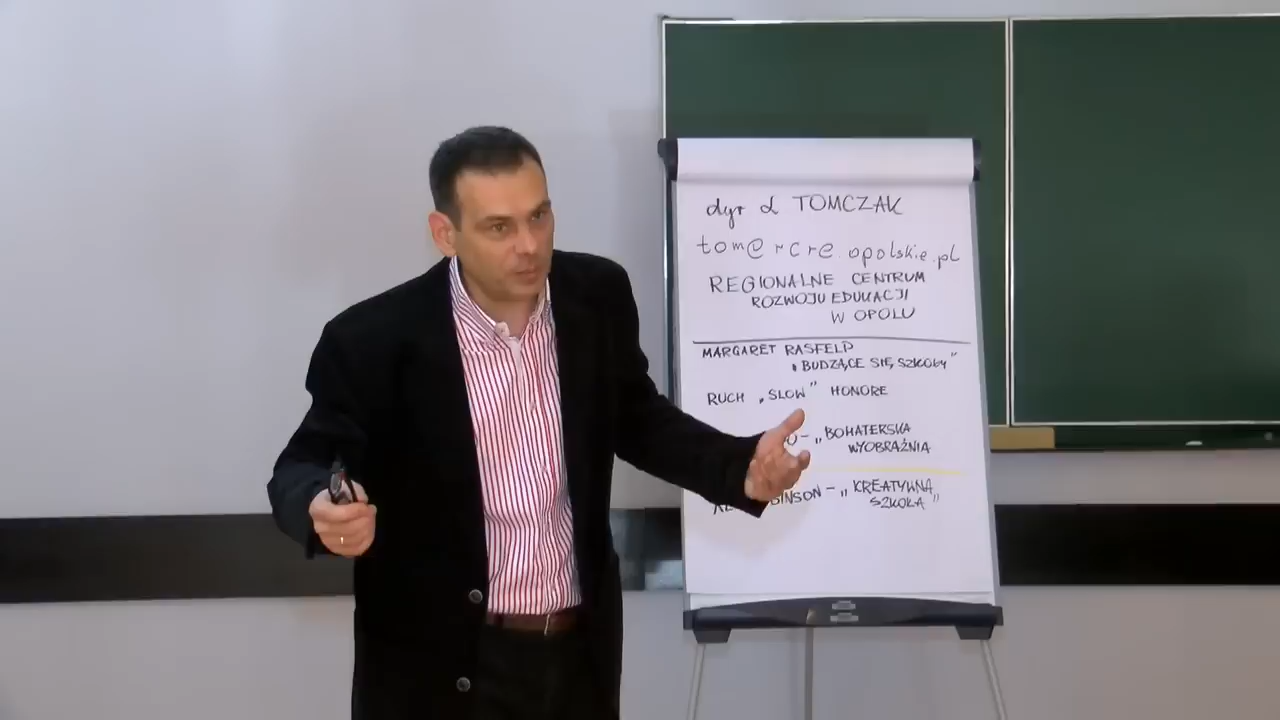 dyr L TOMCZAK
tom@rcre.opolskie.pl
REGIONALNE CENTRUM
ROZWOJU EDUKACJI
W OPOLU
MARGARET RASFELD
„BUDZĄCE SIĘ SZKOŁY”
RUCH „SLOW” HONORE
„BOHATERSKA
WYOBRAŹNIA
– „KREATYWNA
SZKOŁA”